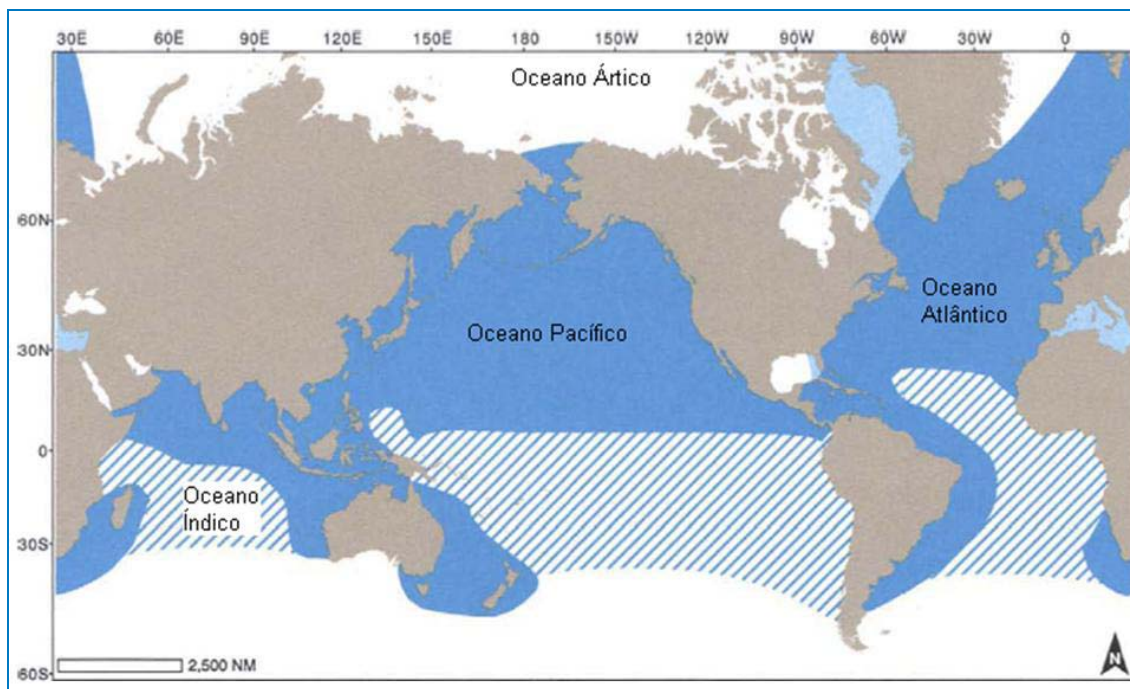 30E 60E 90E 120E 150E 180 150W 120W 90W 60W 30W 0
Oceano Ártico
60N
Oceano
Atlântico
Oceano Pacífico
30N
0
Oceano
Índico
30S
2,500 NM
N
60S